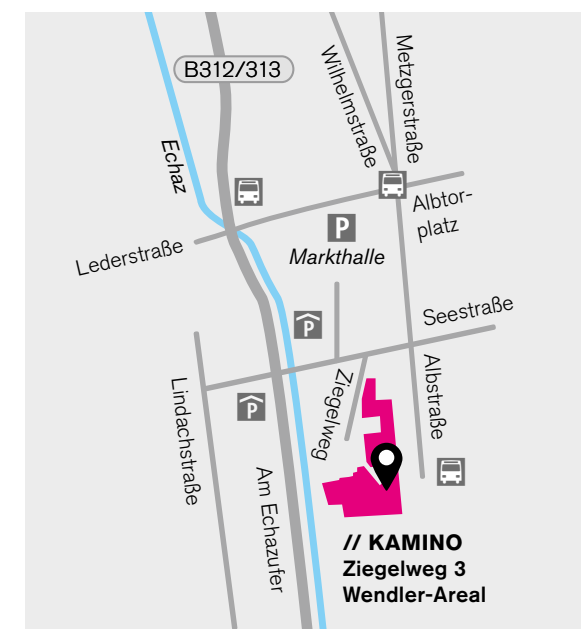 B312/313
Wilhelmstraße
Metzgerstraße
Echaz
Albtor-
platz
P
Lederstraße
Markthalle
Seestraße
P
Ziegelweg
Albstraße
P
Lindachstraße
Am Echazufer
// KAMINO
Ziegelweg 3
Wendler-Areal